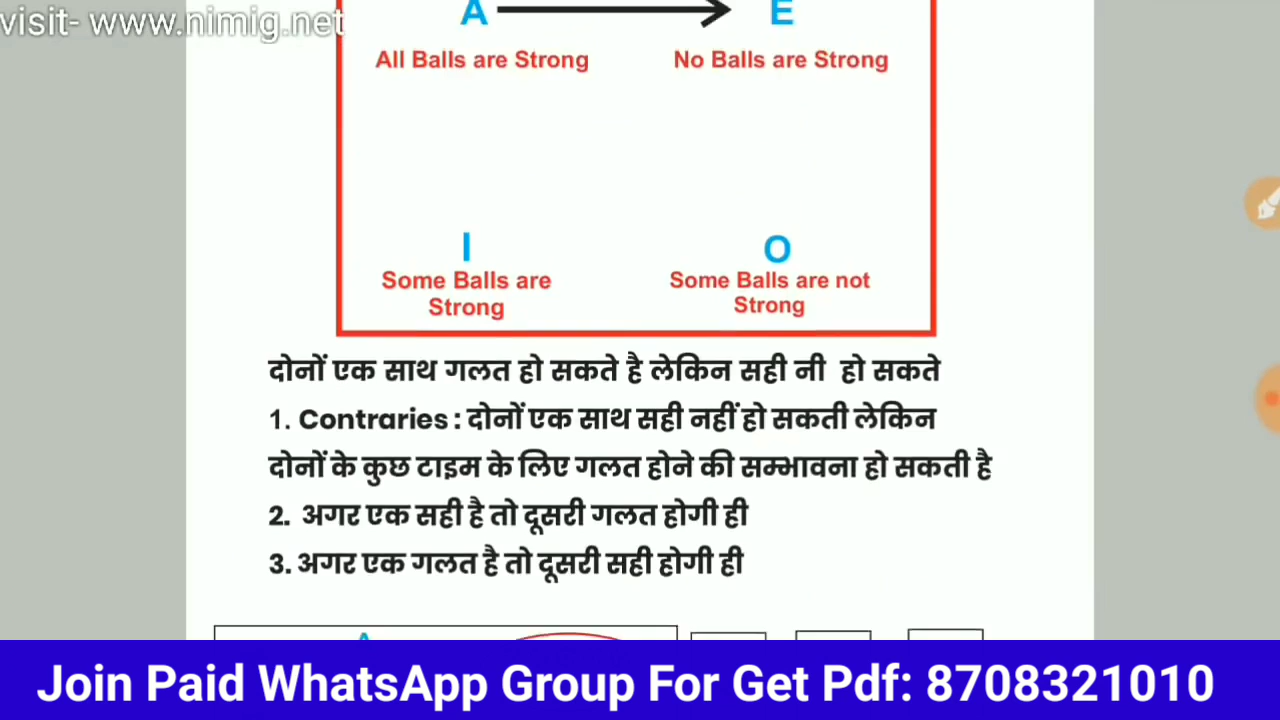 visit- www.nimig.net
A E
All Balls are Strong No Balls are Strong
I O
Some Balls are Some Balls are not
Strong Strong
दोनों एक साथ गलत हो सकते है लेकिन सही नी हो सकते
1. Contraries : दोनों एक साथ सही नहीं हो सकती लेकिन
दोनों के कुछ टाइम के लिए गलत होने की सम्भावना हो सकती है
2. अगर एक सही है तो दूसरी गलत होगी ही
3. अगर एक गलत है तो दूसरी सही होगी ही
Join Paid WhatsApp Group For Get Pdf: 8708321010